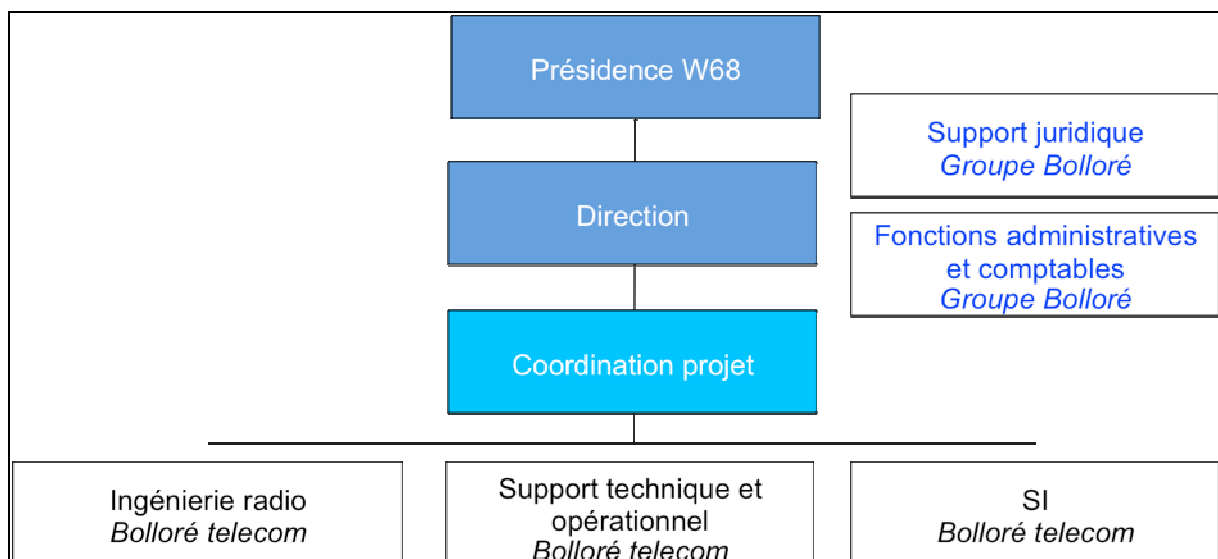 Présidence W68
Support juridique
Groupe Bolloré
Direction
Fonctions administratives
et comptables
Groupe Bolloré
Coordination projet
Ingénierie radio
Bolloré telecom
Support technique et
opérationnel
Bolloré telecom
SI
Bolloré telecom